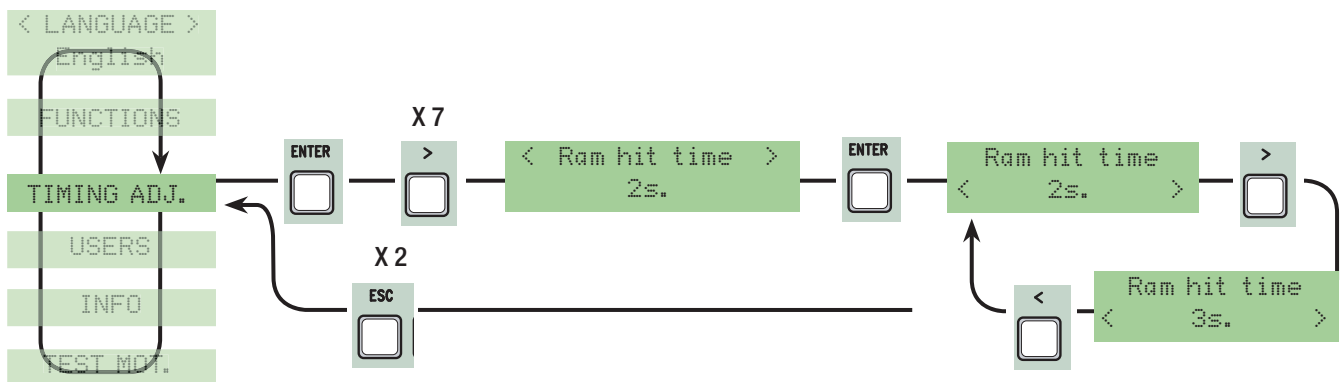 < LANGUAGE >
English
FUNCTIONS
TIMING ADJ.
USERS
INFO
TEST MOT.
ENTER
X 7
>
< Ram hit time >
2s.
ENTER
Ram hit time
< 2s. >
>
Ram hit time
< 3s. >
<
X 2
ESC